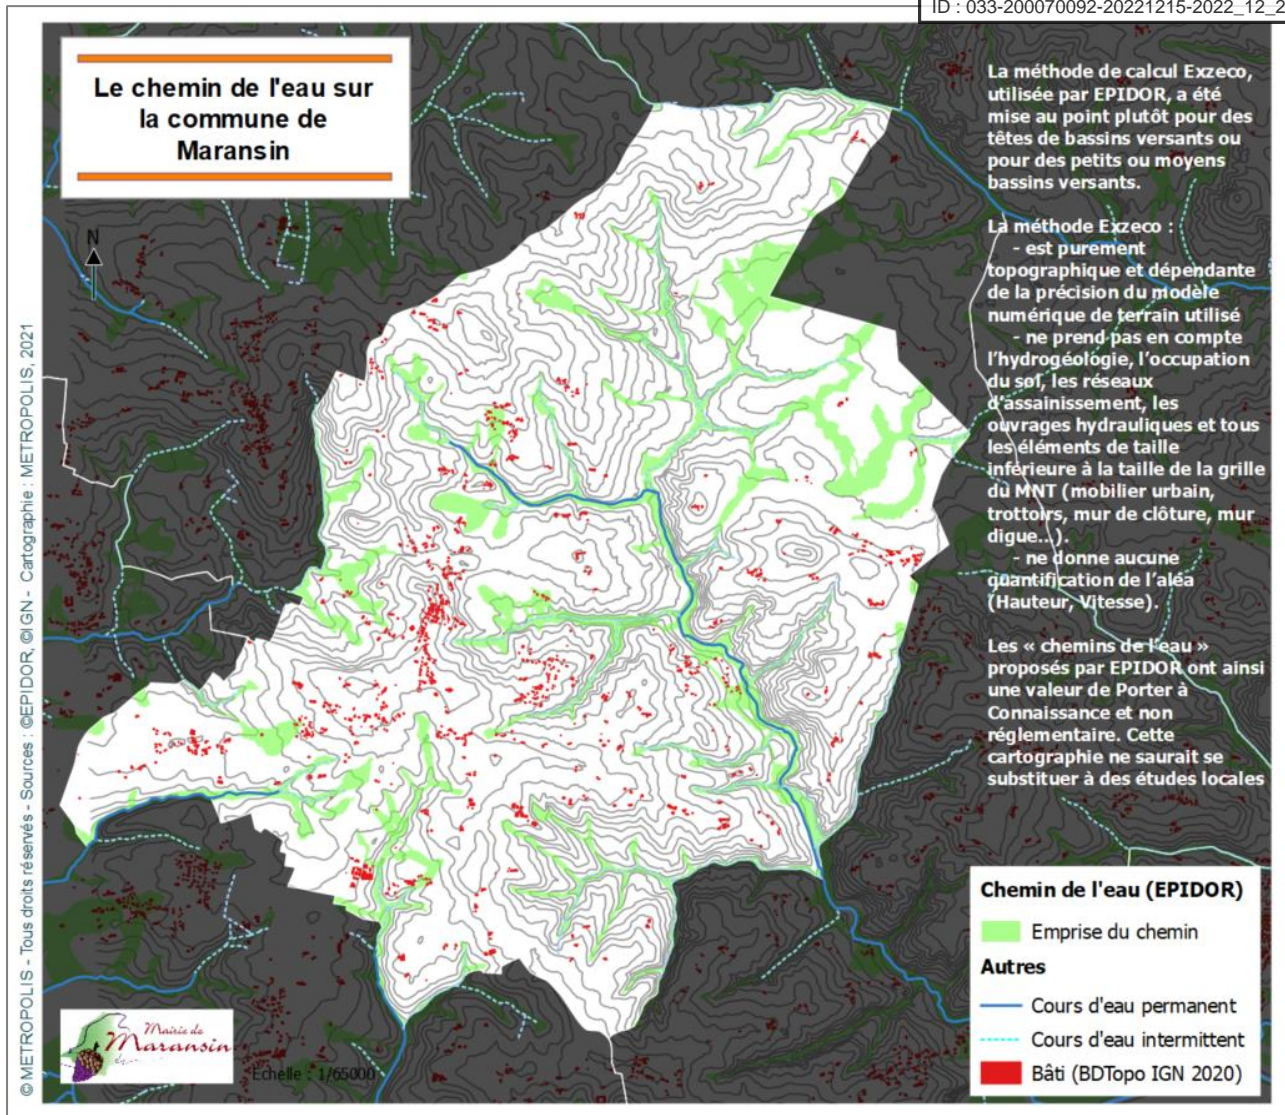 ID : 033-200070092-20221215-2022_12_2
Le chemin de l'eau sur
la commune de
Maransin
N
La méthode de calcul Exzeco,
utilisée par EPIDOR, a été
mise au point plutôt pour des
têtes de bassins versants ou
pour des petits ou moyens
bassins versants.
La méthode Exzeco :
- est purement
topographique et dépendante
de la précision du modèle
numérique de terrain utilisé
- ne prend pas en compte
l'hydrogéologie, l'occupation
du sol, les réseaux
d'assainissement, les
ouvrages hydrauliques et tous
les éléments de taille
inférieure à la taille de la grille
du MNT (mobilier urbain,
trottoirs, mur de clôture, mur
digue...).
- ne donne aucune
quantification de l'aléa
(Hauteur, Vitesse).
Les « chemins de l'eau »
proposés par EPIDOR ont ainsi
une valeur de Porter à
Connaissance et non
réglementaire. Cette
cartographie ne saurait se
substituer à des études locales
©METROPOLIS - Tous droits réservés - Sources : ©EPIDOR, ©IGN - Cartographie : METROPOLIS, 2021
Chemin de l'eau (EPIDOR)
Emprise du chemin
Autres
Cours d'eau permanent
Cours d'eau intermittent
Bâti (BDTopo IGN 2020)
Mairie de
Maransin
Echelle : 1/65000